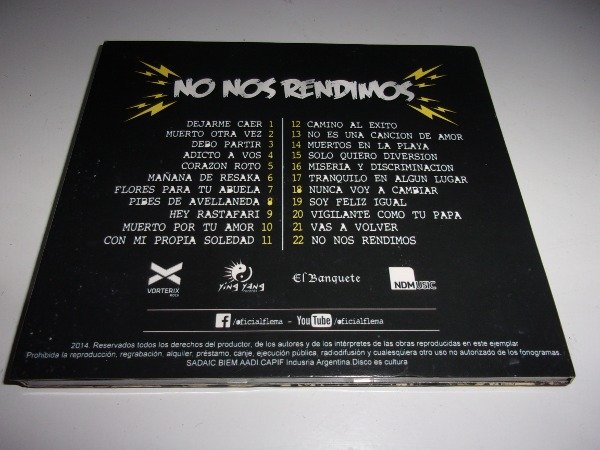 NO NOS RENDIMOS
DEJARME CAER 1
MUERTO OTRA VEZ 2
DEBO PARTIR 3
ADICTO A VOS 4
CORAZON ROTO 5
MAÑANA DE RESAKA 6
FLORES PARA TU ABUELA 7
PIBES DE AVELLANEDA 8
HEY RASTAFARI 9
MUERTO POR TU AMOR 10
CON MI PROPIA SOLEDAD 11
12 CAMINO AL EXITO
13 NO ES UNA CANCION DE AMOR
14 MUERTOS EN LA PLAYA
15 SOLO QUIERO DIVERSION
16 MISERIA Y DISCRIMINACION
17 TRANQUILO EN ALGUN LUGAR
18 NUNCA VOY A CAMBIAR
19 SOY FELIZ IGUAL
20 VIGILANTE COMO TU PAPA
21 VAS A VOLVER
22 NO NOS RENDIMOS
VORTERIX
ROCK
YING YANG
El Banquete
NDMUSIC
f /oficialflema - YouTube /oficialflema
2014. Reservados todos los derechos del productor, de los autores y de los intérpretes de las obras reproducidas en este ejemplar
Prohibida la reproducción, regrabación, alquiler, préstamo, canje, ejecución pública, radiodifusión y cualesquiera otro uso no autorizado de los fonogramas.
SADAIC BIEM AADI CAPIF Indusria Argentina Disco es cultura